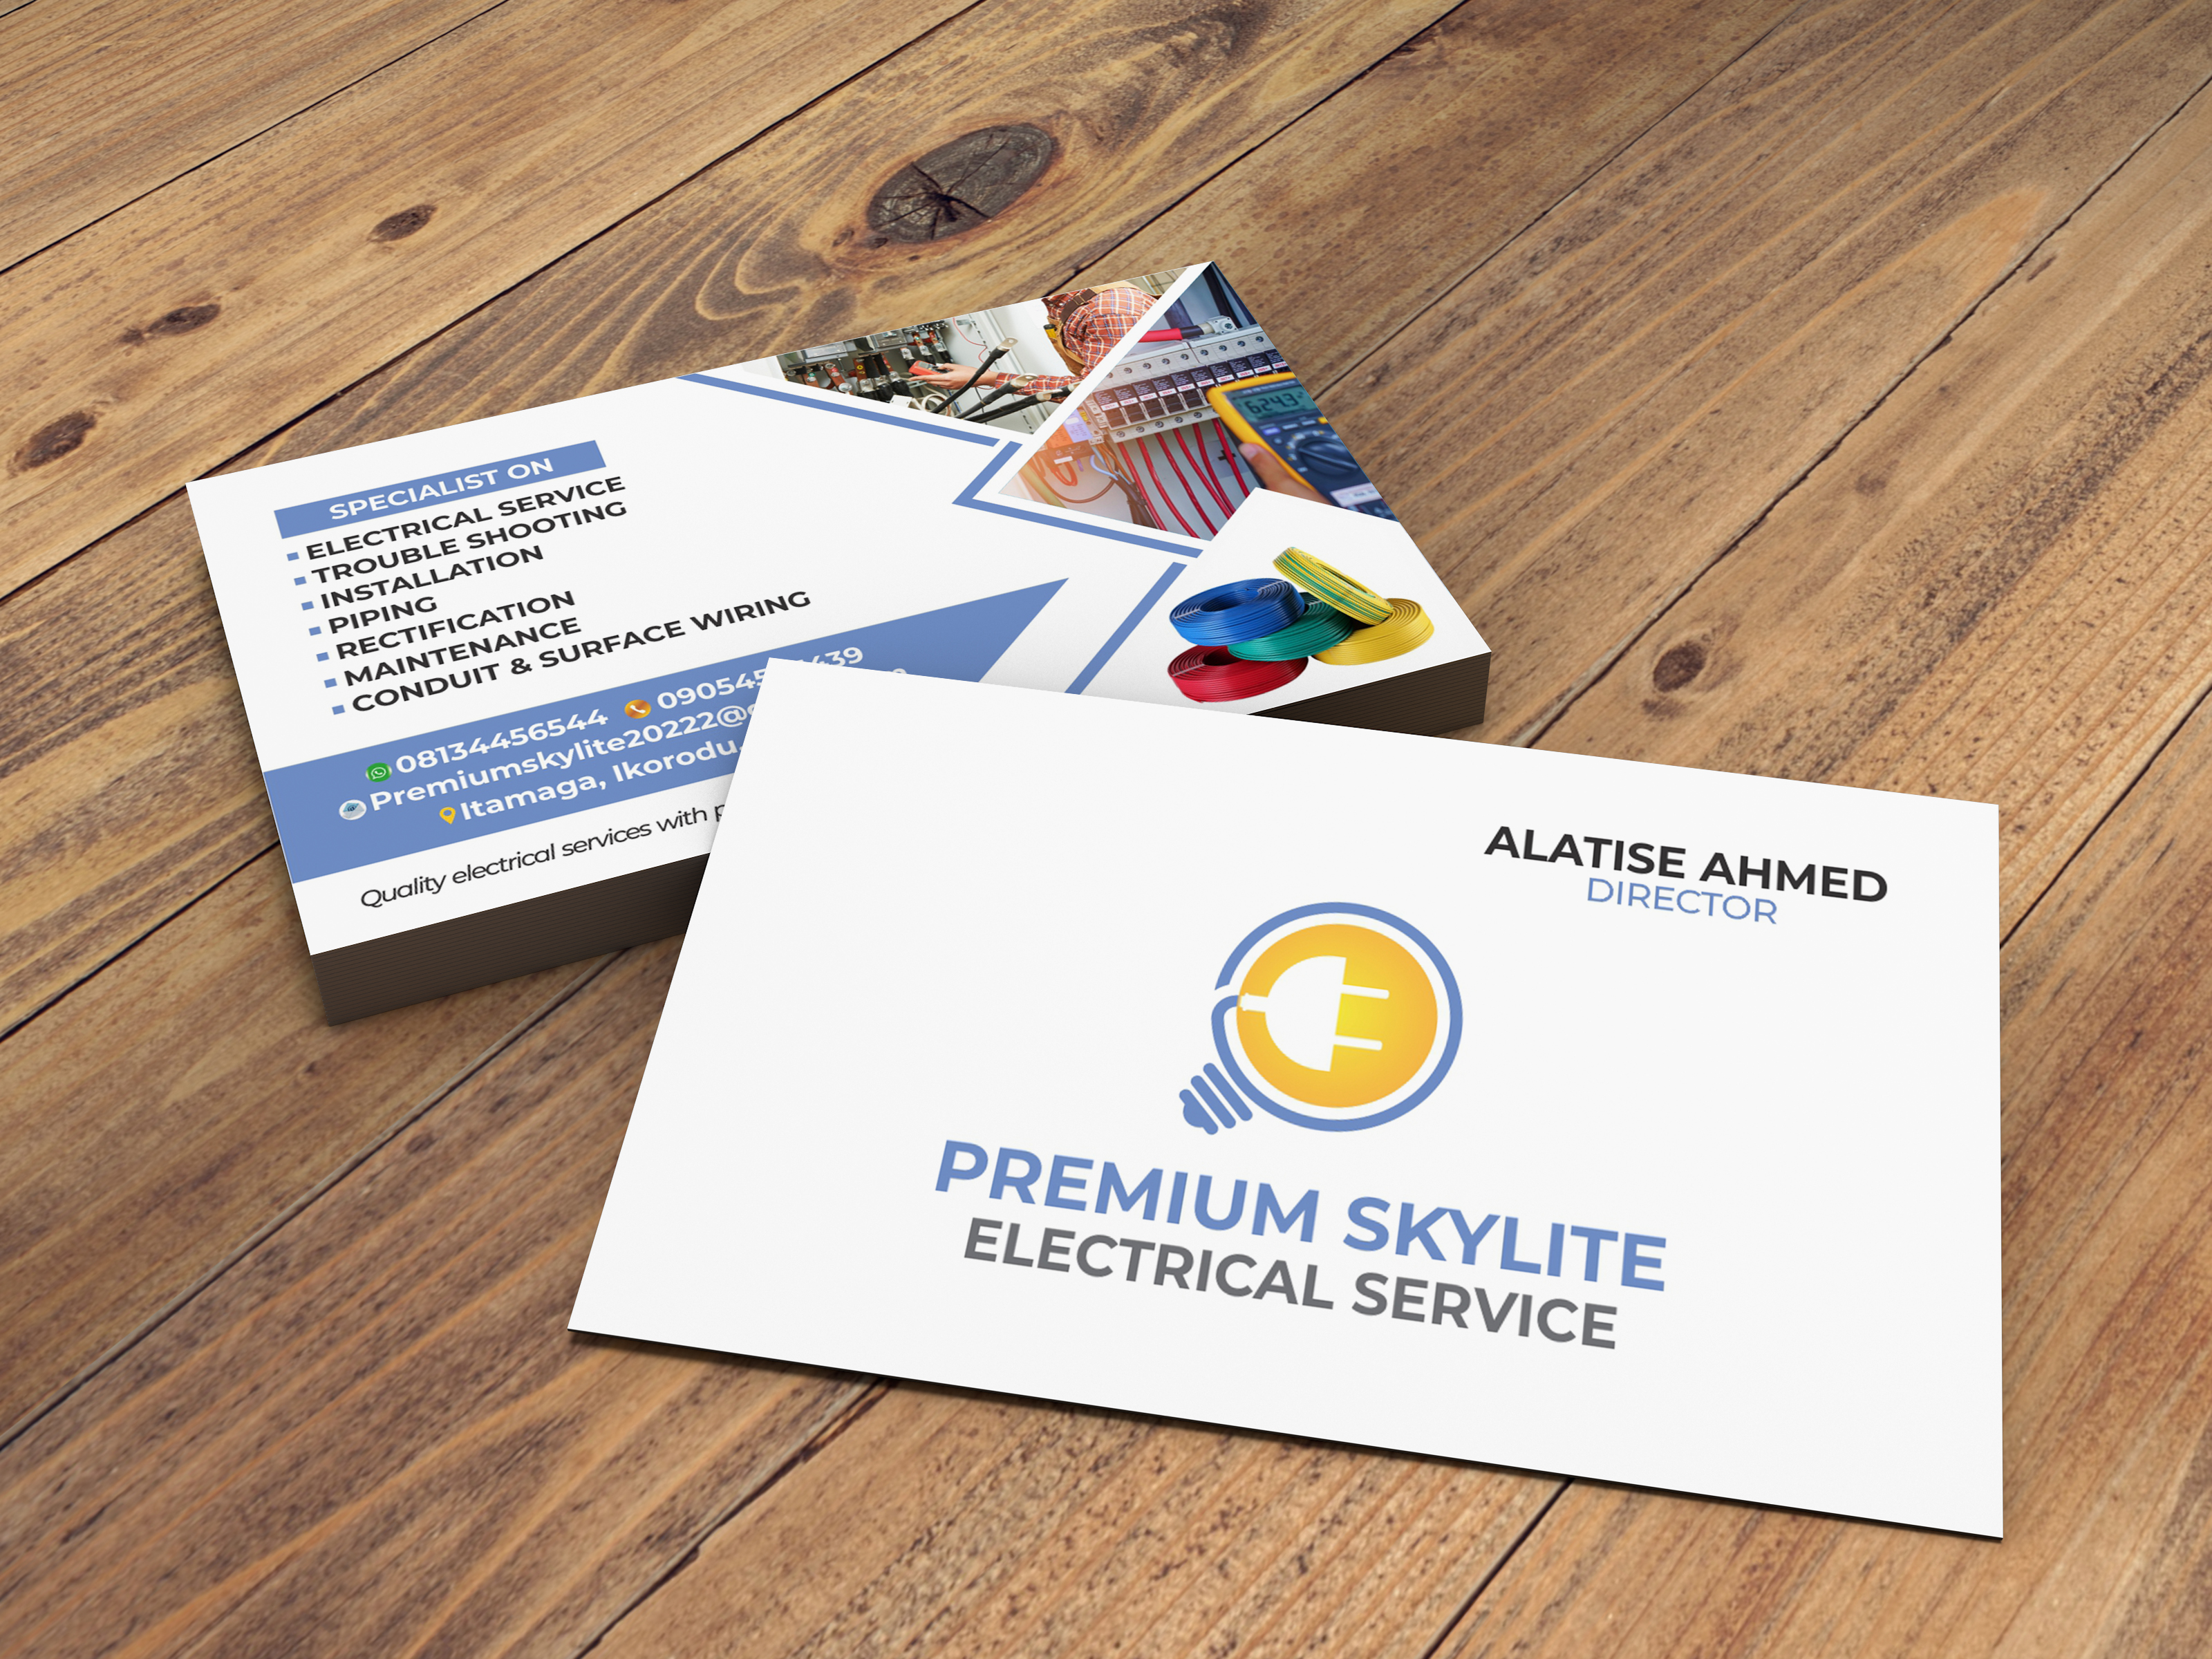 SPECIALIST ON
ELECTRICAL SERVICE
TROUBLE SHOOTING
INSTALLATION
PIPING
RECTIFICATION
MAINTENANCE
CONDUIT & SURFACE WIRING
08134456544
Itamaga, Ikorodu
Quality electrical services with
ALATISE AHMED
DIRECTOR
PREMIUM SKYLITE
ELECTRICAL SERVICE